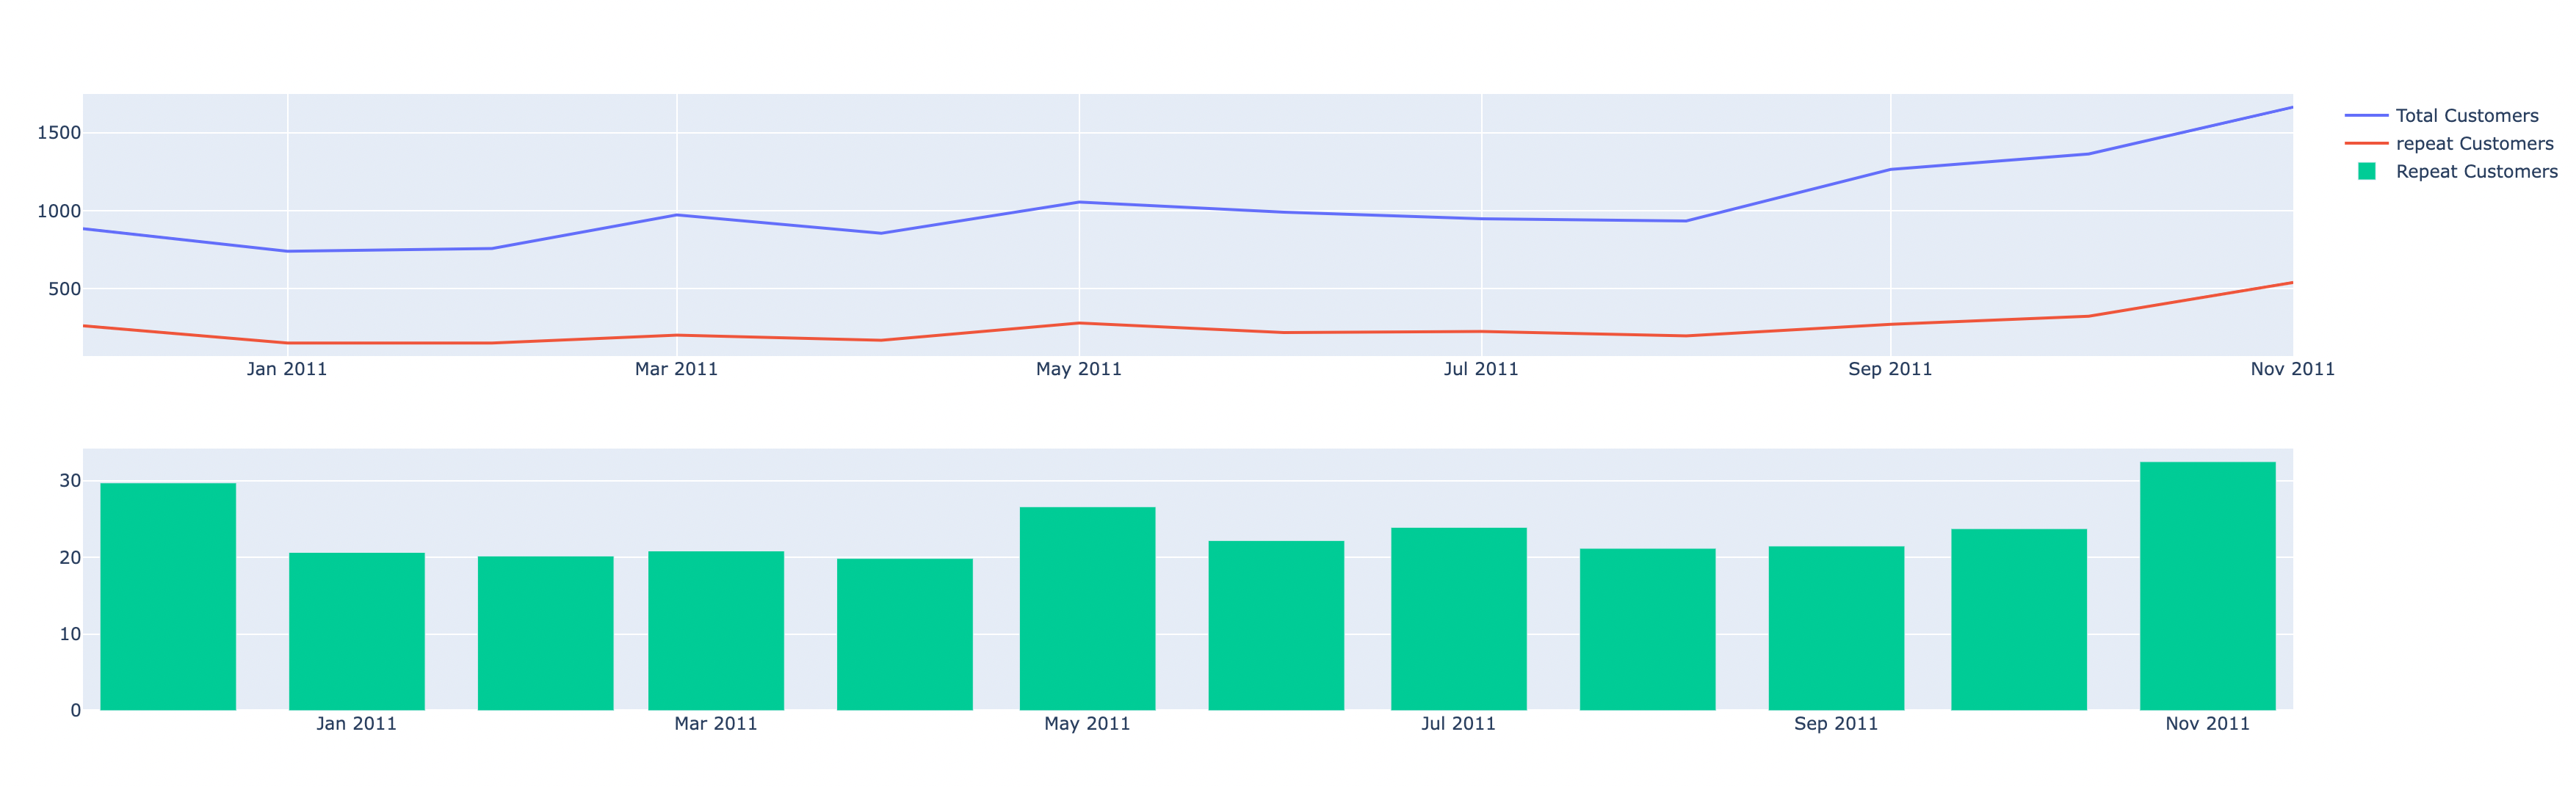 1500
1000
500
Jan 2011 Mar 2011 May 2011 Jul 2011 Sep 2011 Nov 2011
Total Customers
repeat Customers
Repeat Customers
30
20
10
0
Jan 2011 Mar 2011 May 2011 Jul 2011 Sep 2011 Nov 2011